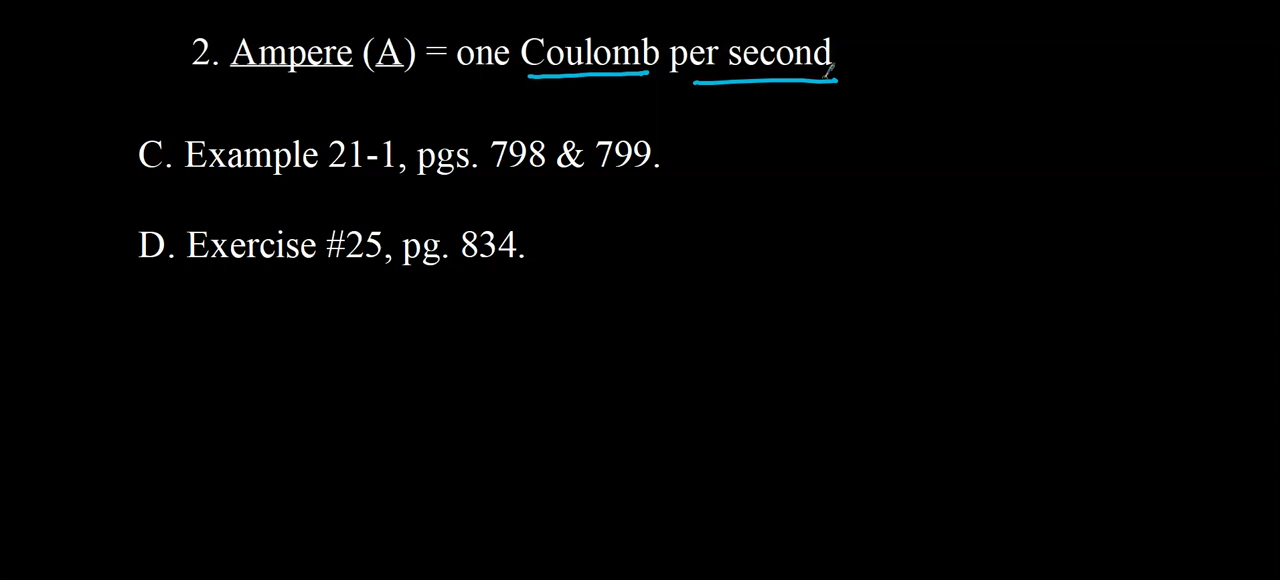 2. Ampere (A) = one Coulomb per second
C. Example 21-1, pgs. 798 & 799.
D. Exercise #25, pg. 834.